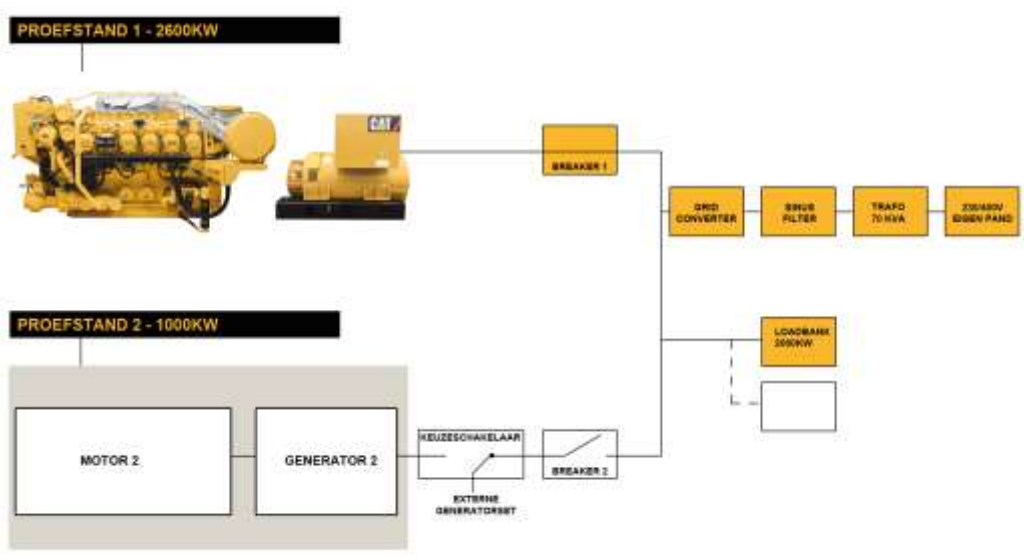 PROEFSTAND 1 - 2600KW
CAT
BREAKER 1
GRID
CONVERTER
SINUS
FILTER
TRAFO
70 KVA
230/400V
EIGEN PAND
PROEFSTAND 2 - 1000KW
LOADBANK
MOTOR 2
GENERATOR 2
KEUZESCHAKELAAR
BREAKER 2
EXTERNE
GENERATORSET